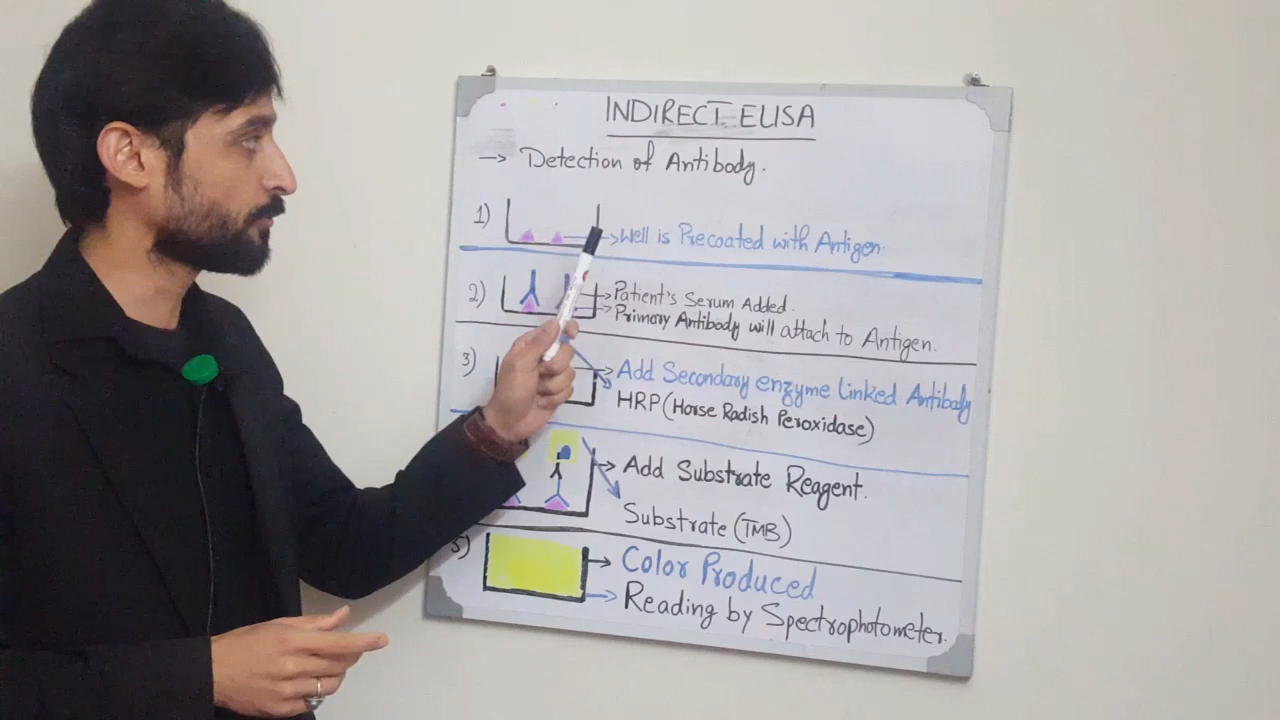 INDIRECT ELISA
→ Detection of Antibody.
1) → Well is Precoated with Antigen.
2) → Patient's Serum Added.
→ Primary Antibody will attach to Antigen.
3) → Add Secondary enzyme Linked Antibody
HRP (Horse Radish Peroxidase)
→ Add Substrate Reagent.
Substrate (TMB)
5) → Color Produced
→ Reading by Spectrophotometer.